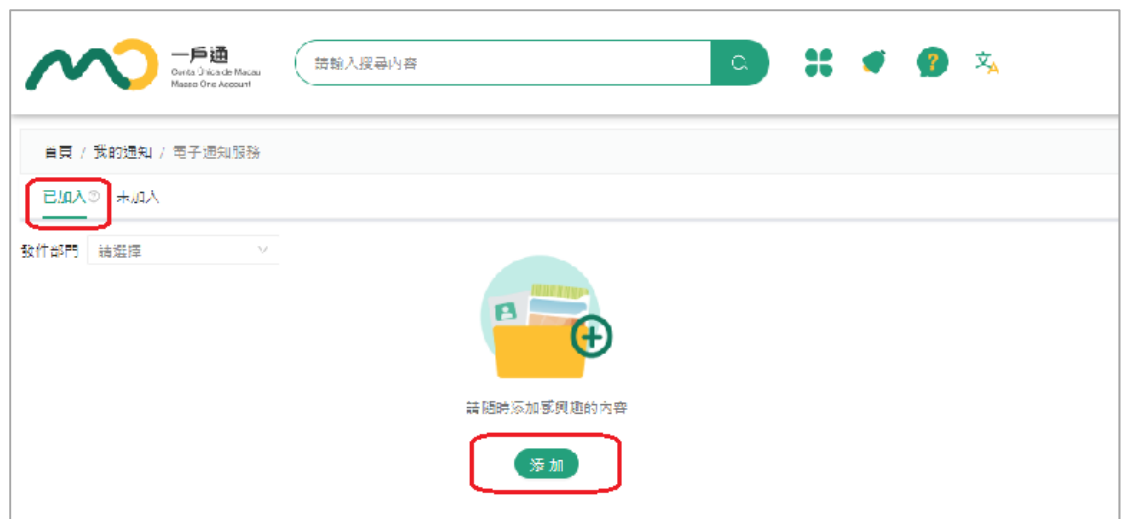 一戶通
Conta Única de Macau
Macao One Account
請輸入搜尋內容
?
文A
首頁 / 我的通知 / 電子通知服務
已加入 ? 未加入
發件部門 請選擇
請隨時添加感興趣的內容
添加